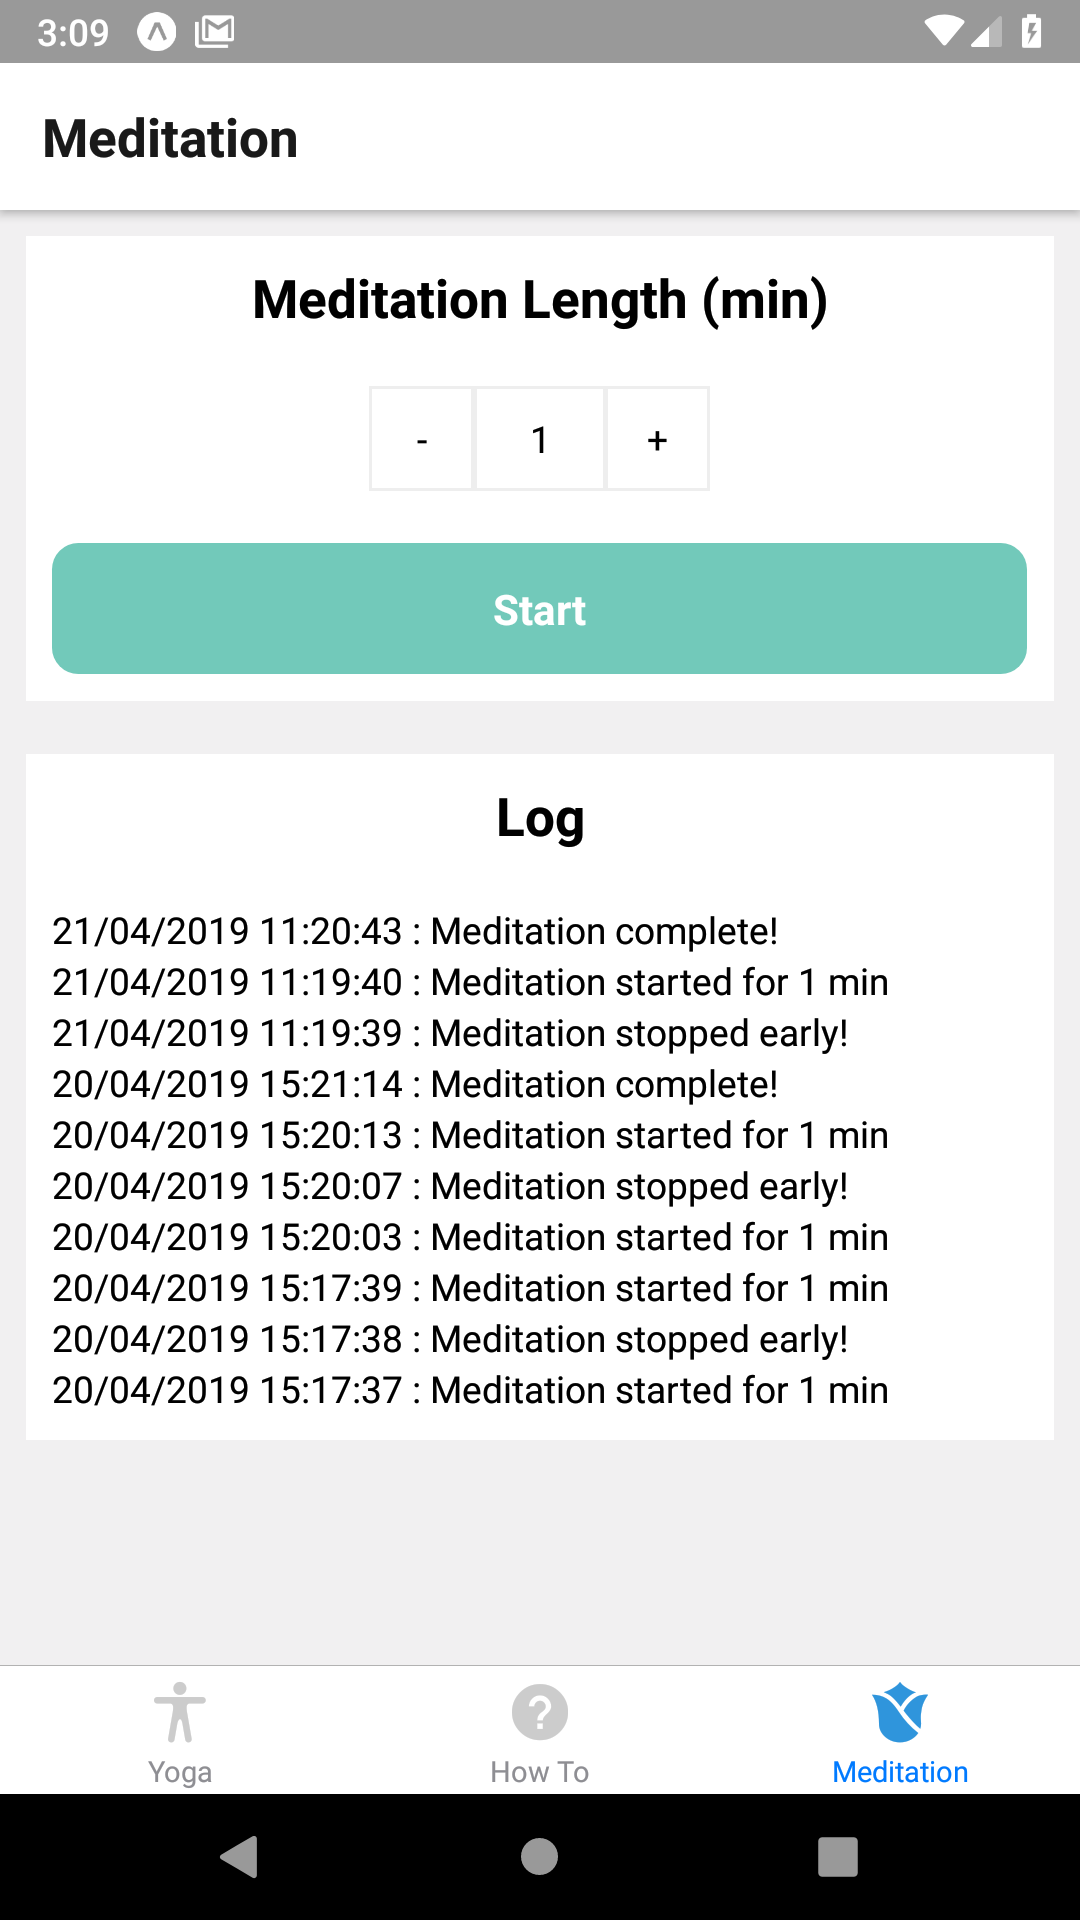 3:09
Meditation
Meditation Length (min)
- 1 +
Start
Log
21/04/2019 11:20:43 : Meditation complete!
21/04/2019 11:19:40 : Meditation started for 1 min
21/04/2019 11:19:39 : Meditation stopped early!
20/04/2019 15:21:14 : Meditation complete!
20/04/2019 15:20:13 : Meditation started for 1 min
20/04/2019 15:20:07 : Meditation stopped early!
20/04/2019 15:20:03 : Meditation started for 1 min
20/04/2019 15:17:39 : Meditation started for 1 min
20/04/2019 15:17:38 : Meditation stopped early!
20/04/2019 15:17:37 : Meditation started for 1 min
Yoga How To Meditation